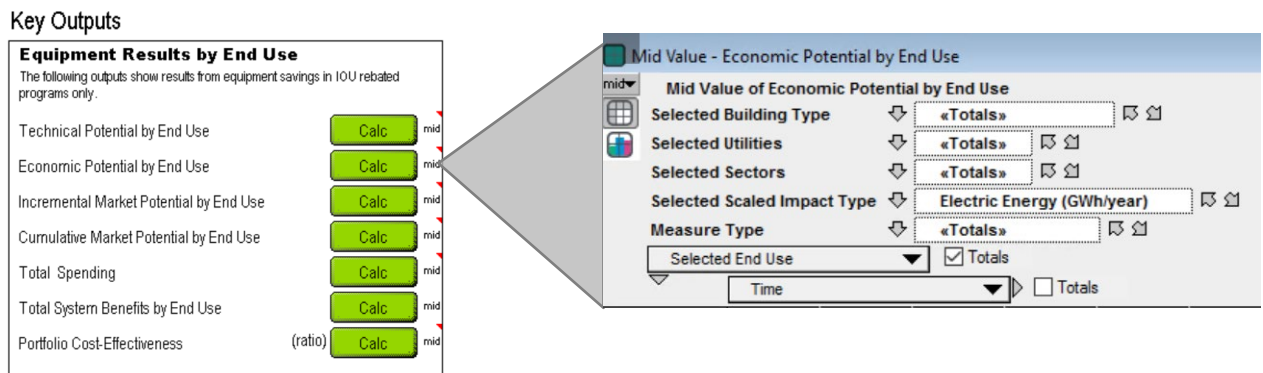 Key Outputs
Equipment Results by End Use
The following outputs show results from equipment savings in IOU rebated
programs only.
Technical Potential by End Use Calc mid
Economic Potential by End Use Calc mid
Incremental Market Potential by End Use Calc mid
Cumulative Market Potential by End Use Calc mid
Total Spending Calc mid
Total System Benefits by End Use Calc mid
Portfolio Cost-Effectiveness (ratio) Calc mid
Mid Value - Economic Potential by End Use
mid Mid Value of Economic Potential by End Use
Selected Building Type «Totals»
Selected Utilities «Totals»
Selected Sectors «Totals»
Selected Scaled Impact Type Electric Energy (GWh/year)
Measure Type «Totals»
Selected End Use Totals
Time Totals